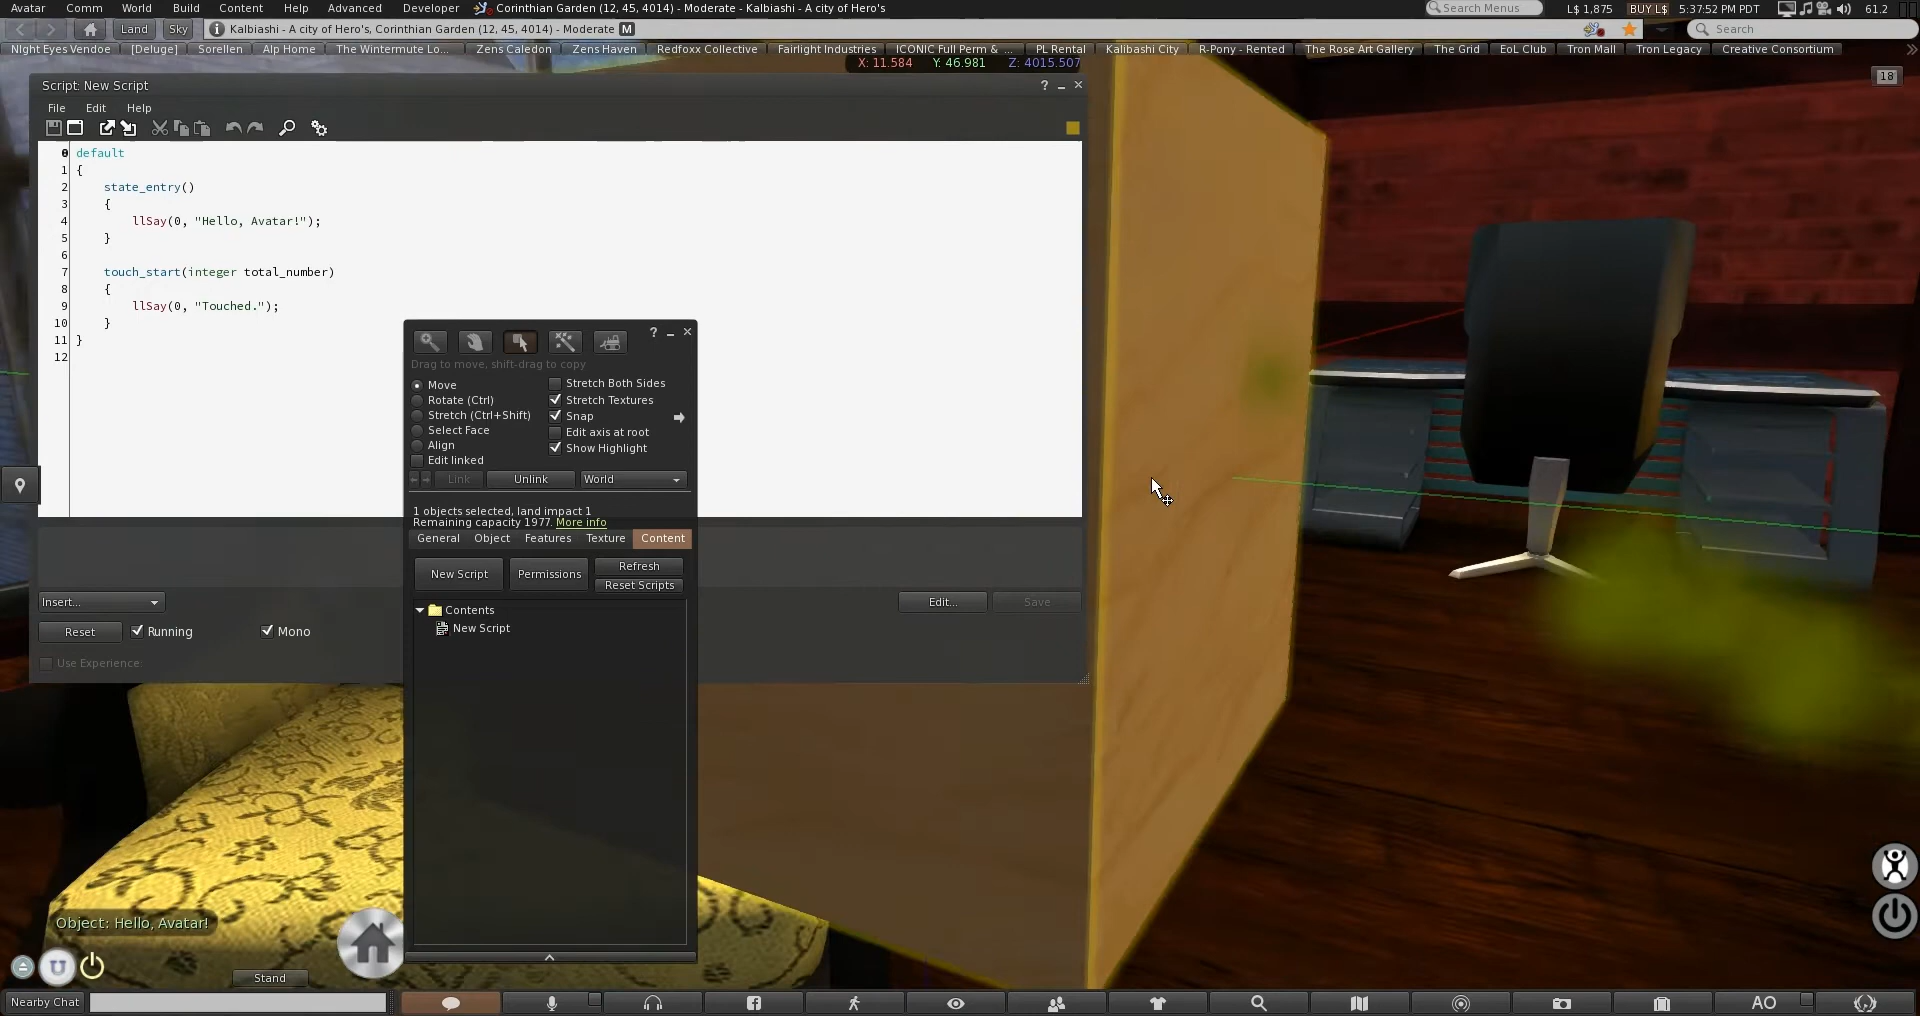 Avatar Comm World Build Content Help Advanced Developer Corinthian Garden (12, 45, 4014) - Moderate - Kalbiashi - A city of Hero's Search Menus L$ 1,875 BUY L$ 5:37:52 PM PDT 61.2
Land Sky Kalbiashi - A city of Hero's, Corinthian Garden (12, 45, 4014) - Moderate M Search
NIght Eyes Vendoe [Deluge] Sorellen Alp Home The Wintermute Lo... Zens Caledon Zens Haven Redfoxx Collective Fairlight Industries ICONIC Full Perm & ... PL Rental Kalibashi City R-Pony - Rented The Rose Art Gallery The Grid EoL Club Tron Mall Tron Legacy Creative Consortium
X: 11.584 Y: 46.981 Z: 4015.507
18
Script: New Script ?
File Edit Help
0 default
1 {
2 state_entry()
3 {
4 llSay(0, "Hello, Avatar!");
5 }
6
7 touch_start(integer total_number)
8 {
9 llSay(0, "Touched.");
10 }
11 }
12
?
Drag to move, shift-drag to copy
Move
Rotate (Ctrl)
Stretch (Ctrl+Shift)
Select Face
Align
Edit linked
Stretch Both Sides
Stretch Textures
Snap
Edit axis at root
Show Highlight
Link Unlink World
1 objects selected, land impact 1
Remaining capacity 1977. More info
General Object Features Texture Content
New Script Permissions Refresh
Reset Scripts
Contents
New Script
Insert... Edit... Save
Reset Running Mono
Use Experience:
Object: Hello, Avatar!
Stand
Nearby Chat
AO